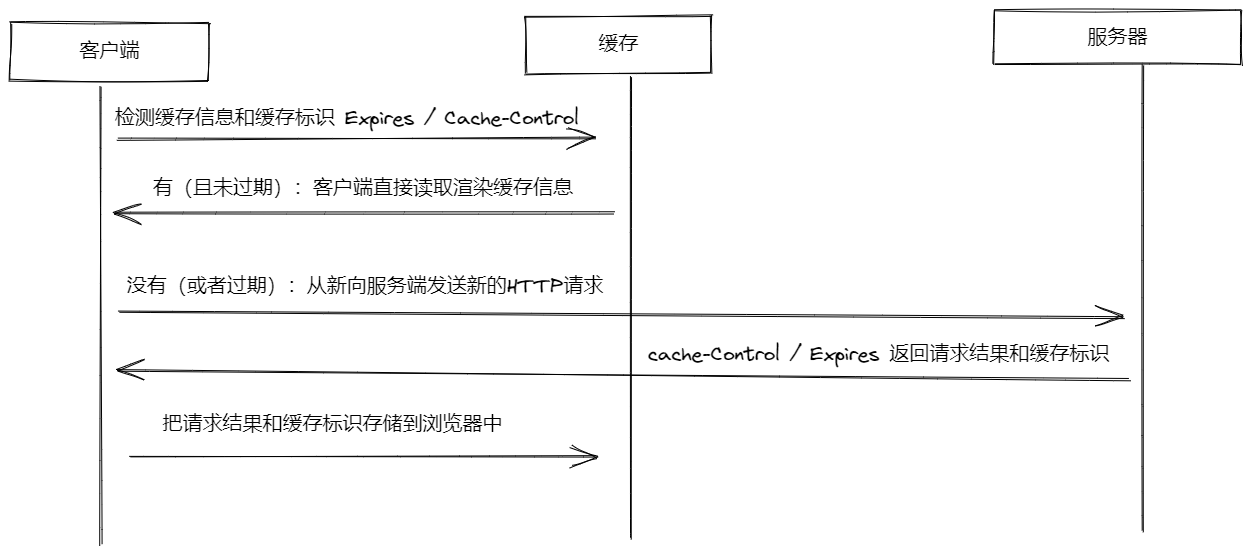 客户端
缓存
服务器
检测缓存信息和缓存标识 Expires / Cache-Control
有（且未过期）：客户端直接读取渲染缓存信息
没有（或者过期）：从新向服务端发送新的HTTP请求
cache-Control / Expires 返回请求结果和缓存标识
把请求结果和缓存标识存储到浏览器中